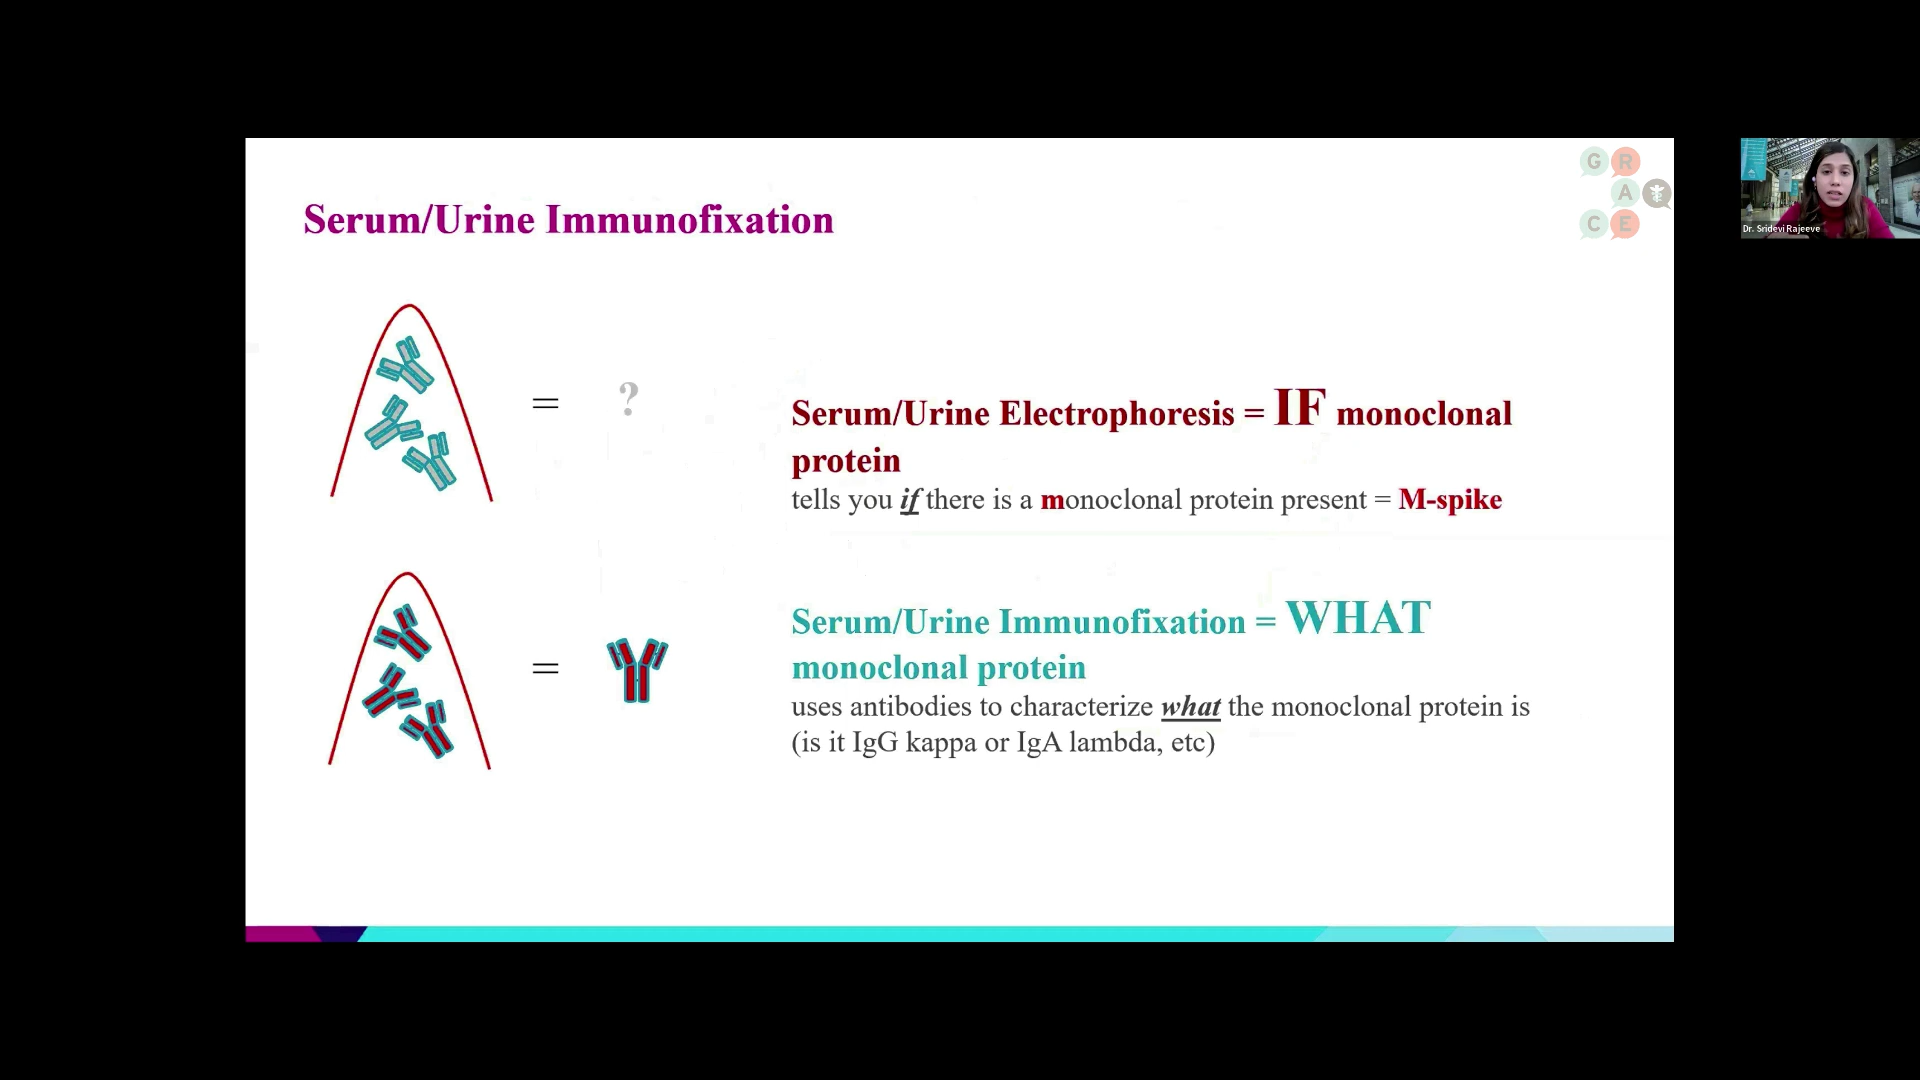 G R
A
C E
Serum/Urine Immunofixation
Dr. Sridevi Rajeeve
= ?
Serum/Urine Electrophoresis = IF monoclonal
protein
tells you if there is a monoclonal protein present = M-spike
=
Serum/Urine Immunofixation = WHAT
monoclonal protein
uses antibodies to characterize what the monoclonal protein is
(is it IgG kappa or IgA lambda, etc)